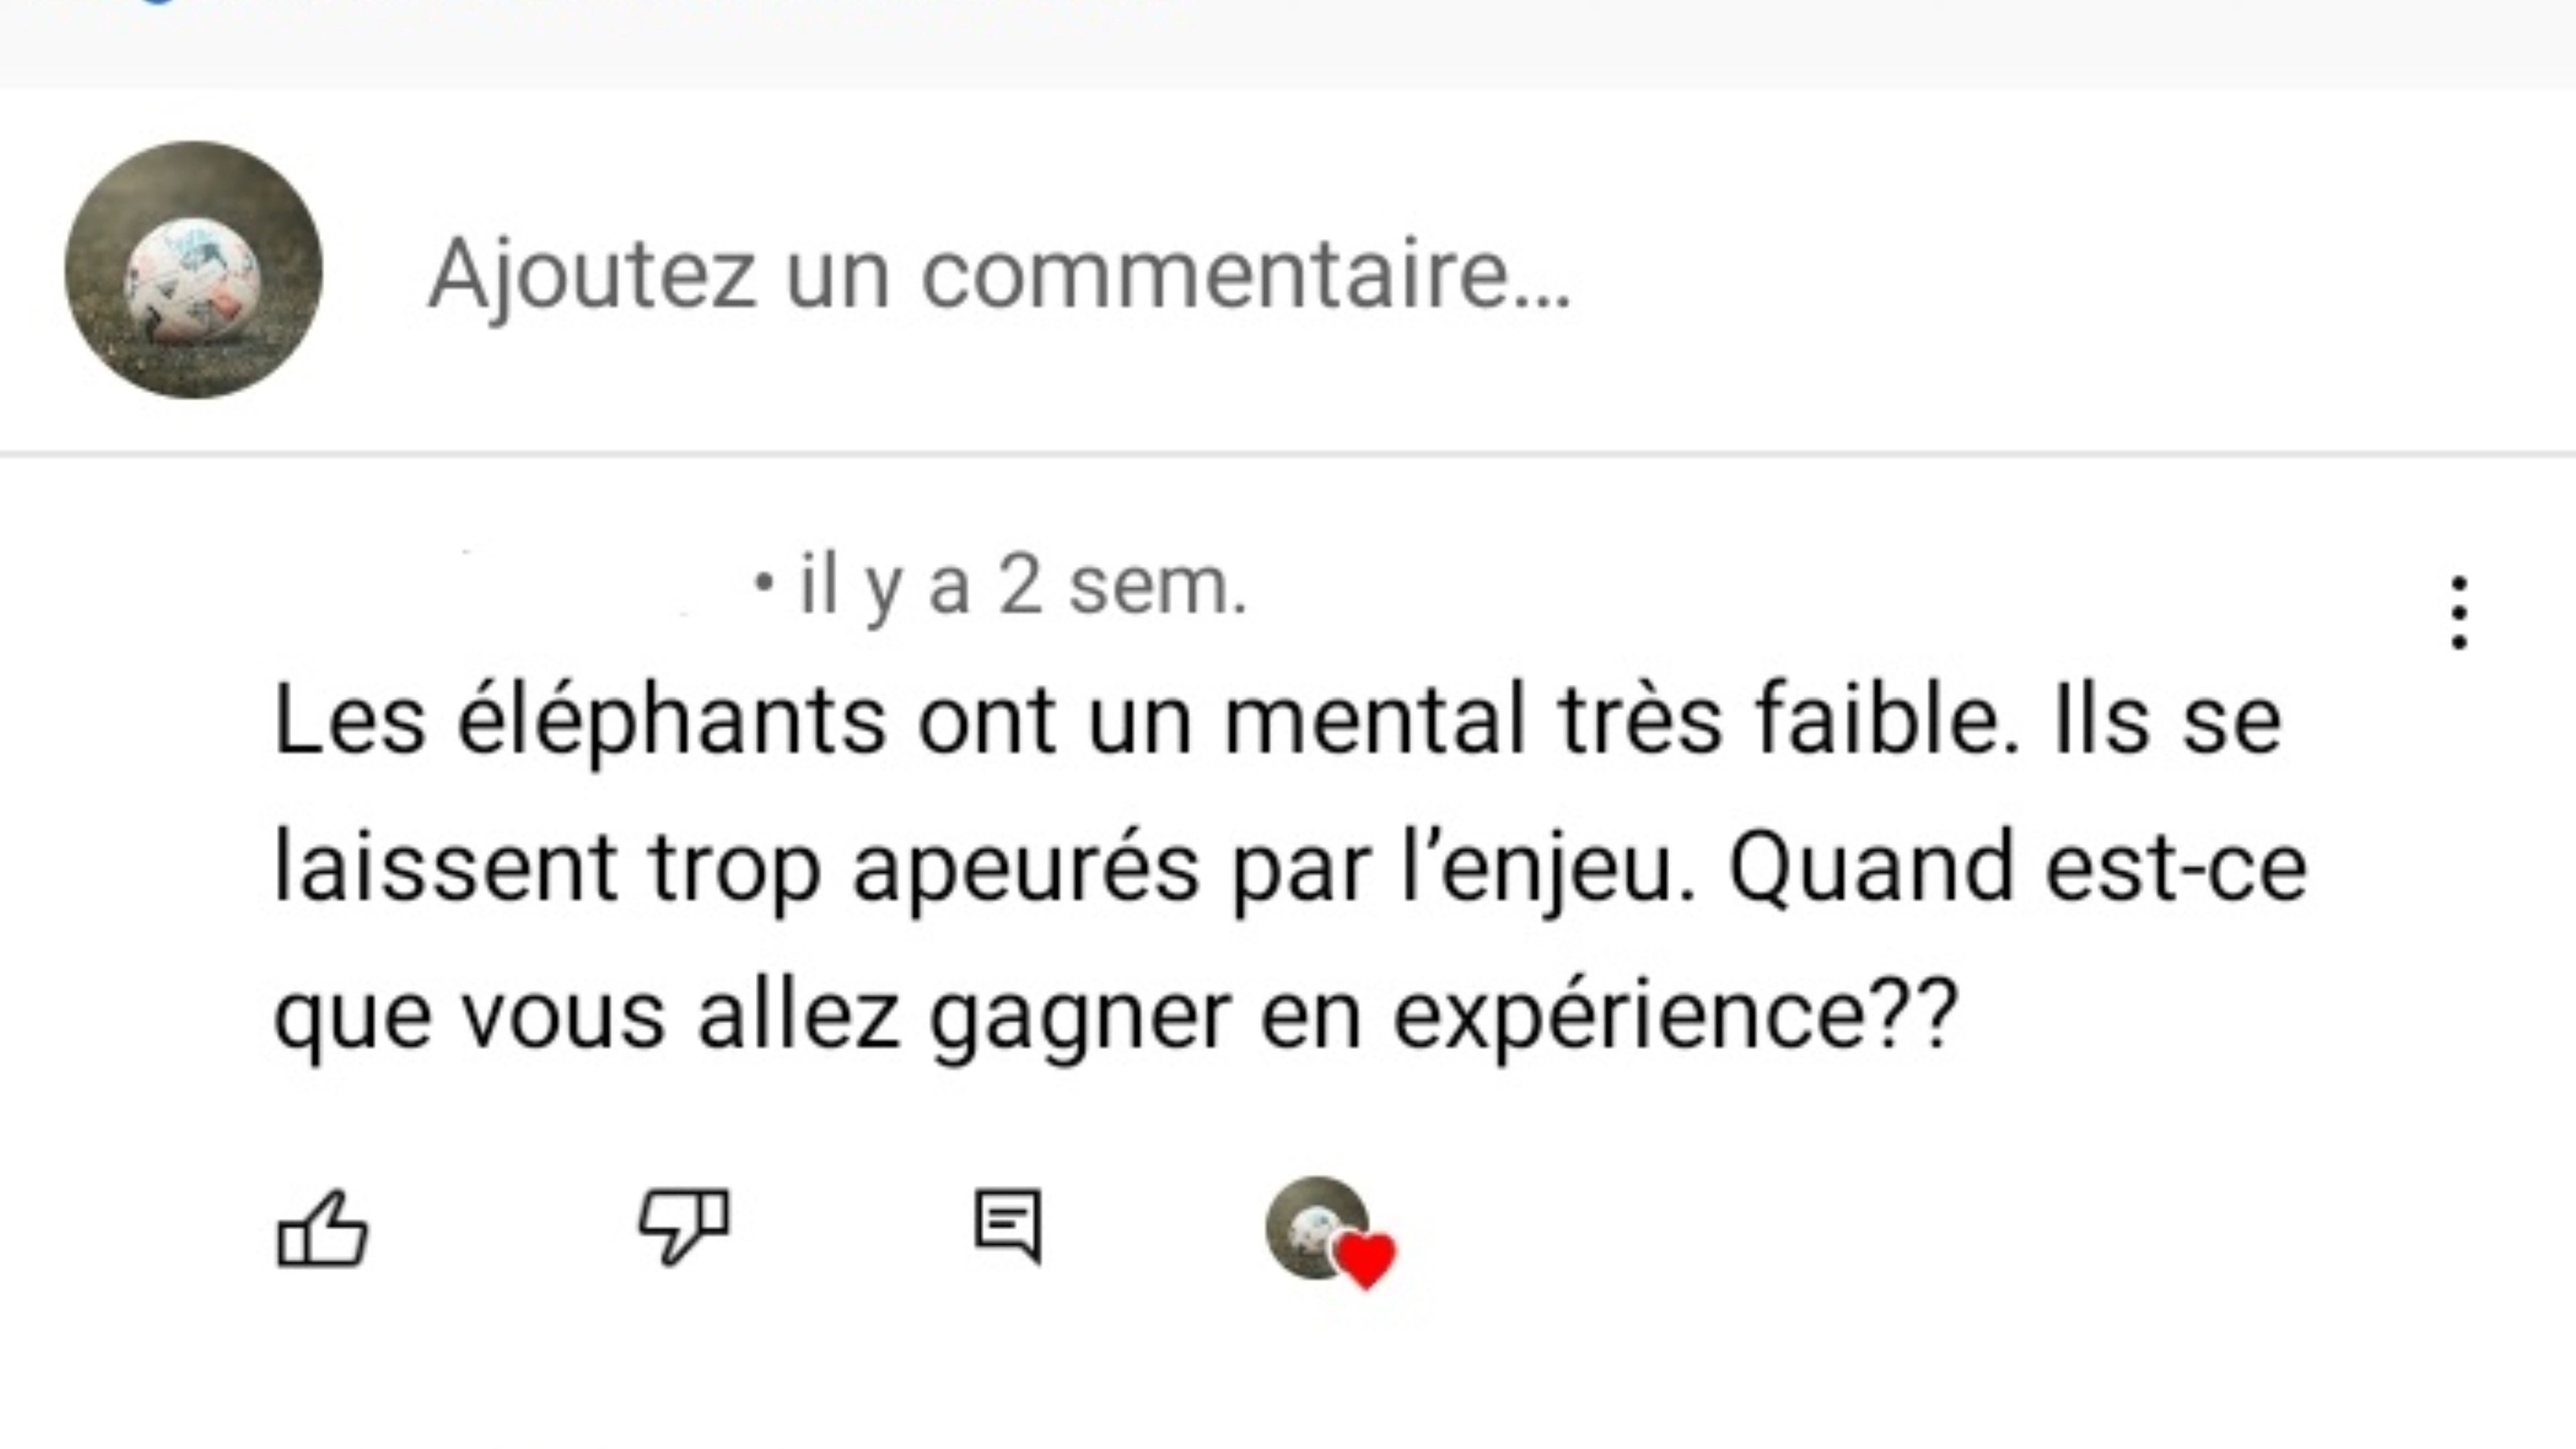 Ajoutez un commentaire...
• il y a 2 sem.
Les éléphants ont un mental très faible. Ils se
laissent trop apeurés par l’enjeu. Quand est-ce
que vous allez gagner en expérience??